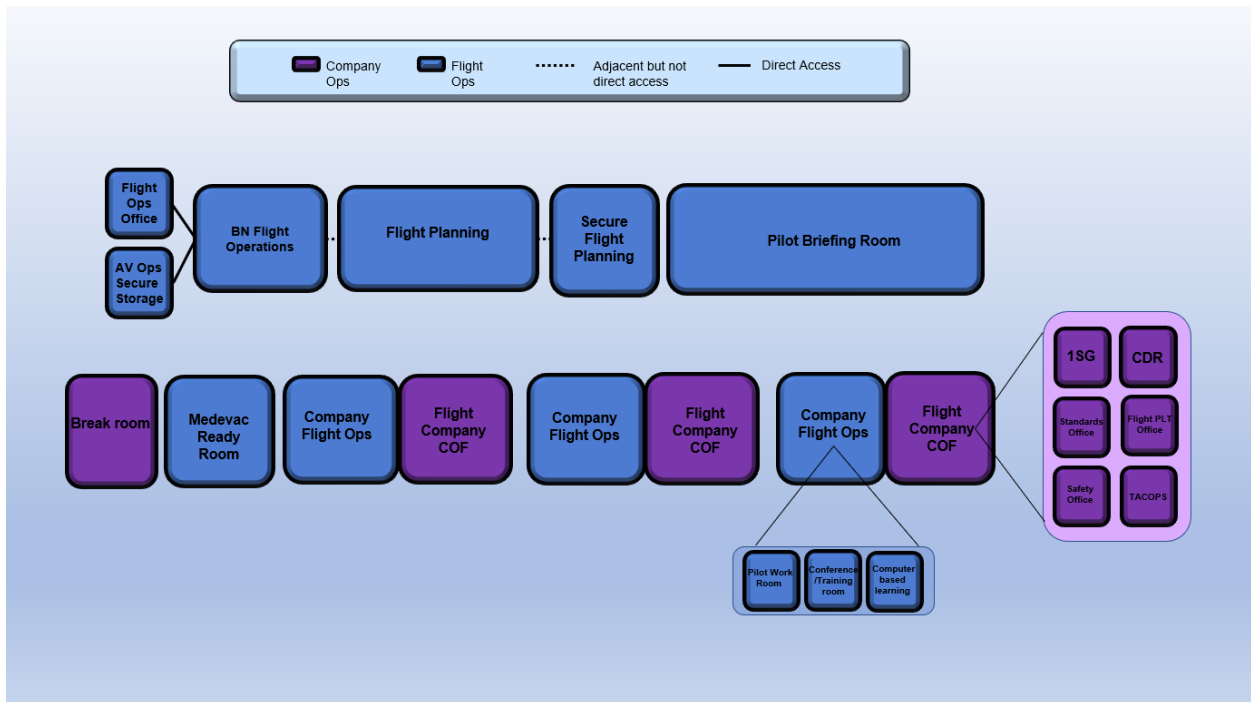 Company
Ops
Flight
Ops
Adjacent but not
direct access
Direct Access
Flight
Ops
Office
AV Ops
Secure
Storage
BN Flight
Operations
Flight Planning
Secure
Flight
Planning
Pilot Briefing Room
Break room
Medevac
Ready
Room
Company
Flight Ops
Flight
Company
COF
Company
Flight Ops
Flight
Company
COF
Company
Flight Ops
Flight
Company
COF
1SG
CDR
Standards
Office
Flight PLT
Office
Safety
Office
TACOPS
Pilot Work
Room
Conference
/Training
room
Computer
based
learning